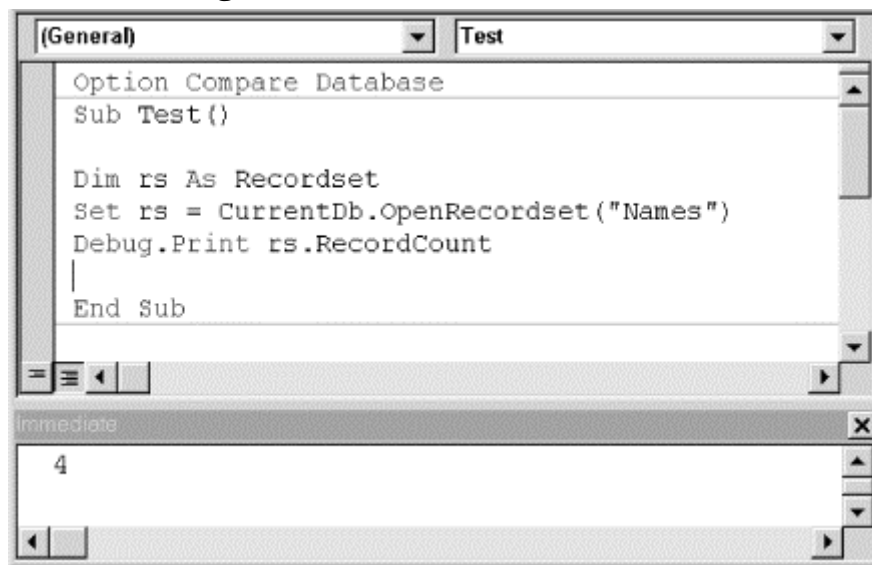 (General) Test
Option Compare Database
Sub Test()
Dim rs As Recordset
Set rs = CurrentDb.OpenRecordset("Names")
Debug.Print rs.RecordCount
End Sub
Immediate
4